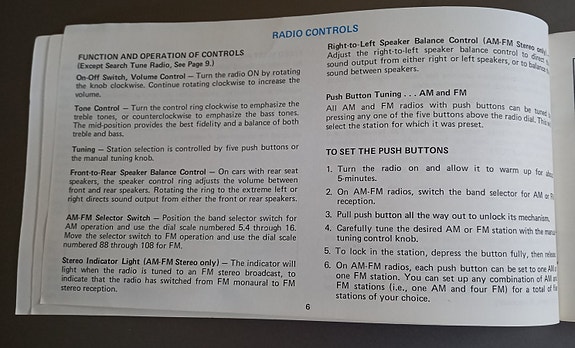 RADIO CONTROLS
FUNCTION AND OPERATION OF CONTROLS
(Except Search Tune Radio, See Page 9.)
On-Off Switch, Volume Control — Turn the radio ON by rotating
the knob clockwise. Continue rotating clockwise to increase the
volume.
Tone Control — Turn the control ring clockwise to emphasize the
treble tones, or counterclockwise to emphasize the bass tones.
The mid-position provides the best fidelity and a balance of both
treble and bass.
Tuning — Station selection is controlled by five push buttons or
the manual tuning knob.
Front-to-Rear Speaker Balance Control — On cars with rear seat
speakers, the speaker control ring adjusts the volume between
front and rear speakers. Rotating the ring to the extreme left or
right directs sound output from either the front or rear speakers.
AM-FM Selector Switch — Position the band selector switch for
AM operation and use the dial scale numbered 5.4 through 16.
Move the selector switch to FM operation and use the dial scale
numbered 88 through 108 for FM.
Stereo Indicator Light (AM-FM Stereo only) — The indicator will
light when the radio is tuned to an FM stereo broadcast, to
indicate that the radio has switched from FM monaural to FM
stereo reception.
Right-to-Left Speaker Balance Control (AM-FM Stereo only)
Adjust the right-to-left speaker balance control to direct
sound output from either right or left speakers, or to balance
sound between speakers.
Push Button Tuning . . . AM and FM
All AM and FM radios with push buttons can be tuned
pressing any one of the five buttons above the radio dial. This
select the station for which it was preset.
TO SET THE PUSH BUTTONS
1. Turn the radio on and allow it to warm up for
5-minutes.
2. On AM-FM radios, switch the band selector for AM or
reception.
3. Pull push button all the way out to unlock its mechanism.
4. Carefully tune the desired AM or FM station with the
tuning control knob.
5. To lock in the station, depress the button fully, then
6. On AM-FM radios, each push button can be set to one AM
one FM station. You can set up any combination of AM
FM stations (i.e., one AM and four FM) for a total of
stations of your choice.
6